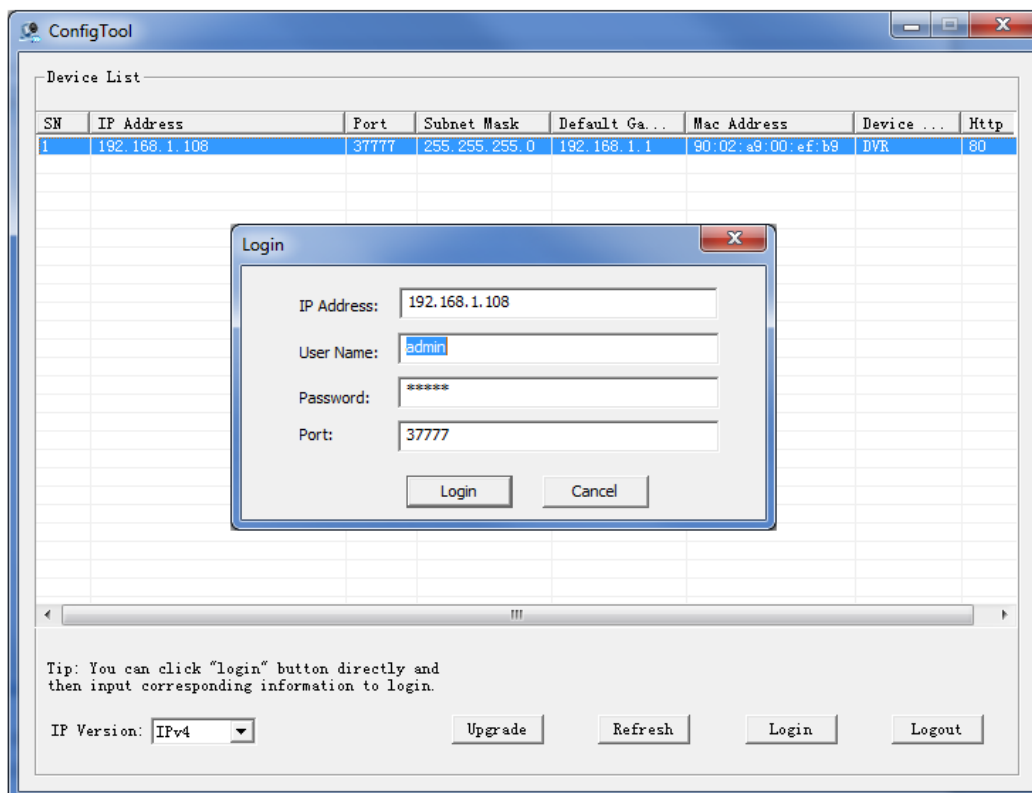 ConfigTool
Device List
SN IP Address Port Subnet Mask Default Ga... Mac Address Device ... Http
1 192.168.1.108 37777 255.255.255.0 192.168.1.1 90:02:a9:00:ef:b9 DVR 80
Login
IP Address: 192.168.1.108
User Name: admin
Password: *****
Port: 37777
Login Cancel
Tip: You can click "login" button directly and
then input corresponding information to login.
IP Version: IPv4 Upgrade Refresh Login Logout